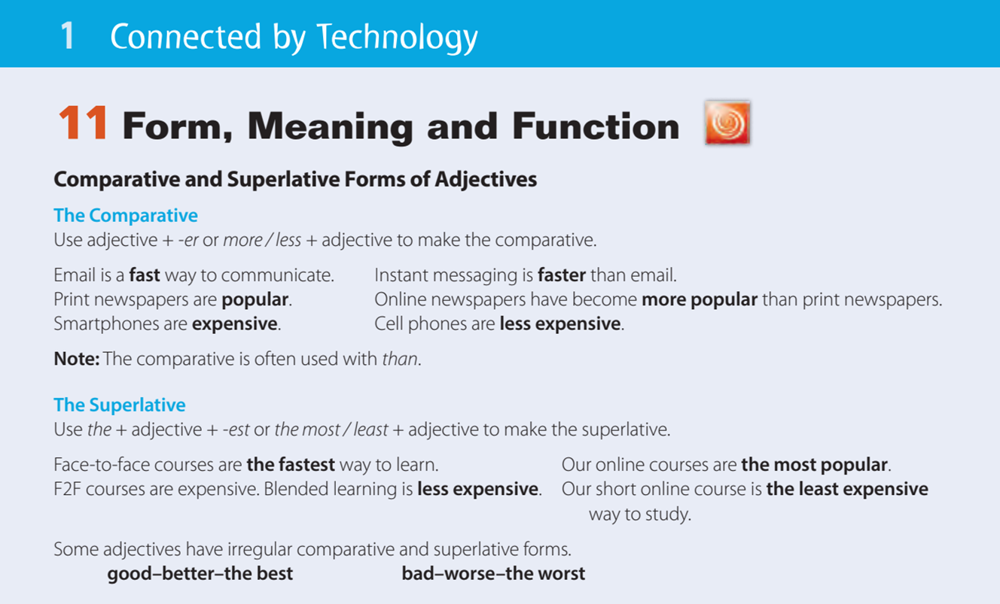 1 Connected by Technology
11 Form, Meaning and Function
Comparative and Superlative Forms of Adjectives
The Comparative
Use adjective + -er or more / less + adjective to make the comparative.
Email is a fast way to communicate. Instant messaging is faster than email.
Print newspapers are popular. Online newspapers have become more popular than print newspapers.
Smartphones are expensive. Cell phones are less expensive.
Note: The comparative is often used with than.
The Superlative
Use the + adjective + -est or the most / least + adjective to make the superlative.
Face-to-face courses are the fastest way to learn. Our online courses are the most popular.
F2F courses are expensive. Blended learning is less expensive. Our short online course is the least expensive
way to study.
Some adjectives have irregular comparative and superlative forms.
good–better–the best bad–worse–the worst